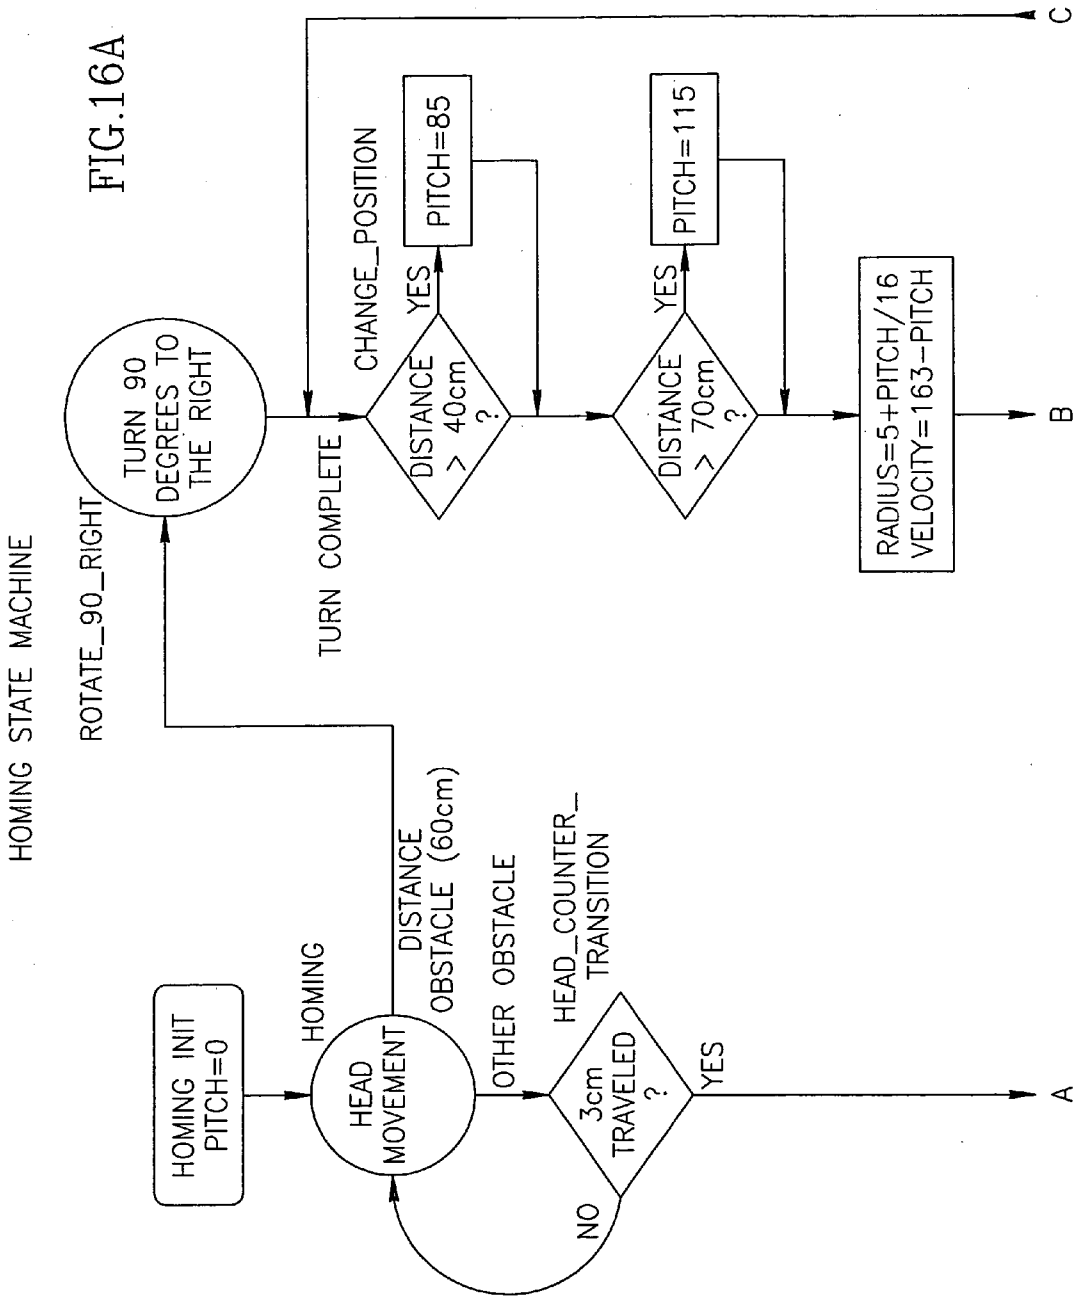 HOMING STATE MACHINE
FIG.16A
HOMING INIT
PITCH=0
HOMING
HEAD
MOVEMENT
DISTANCE
OBSTACLE (60cm)
OTHER OBSTACLE
HEAD_COUNTER_
TRANSITION
3cm
TRAVELED
?
NO
YES
A
ROTATE_90_RIGHT
TURN 90
DEGREES TO
THE RIGHT
TURN COMPLETE
CHANGE_POSITION
DISTANCE
> 40cm
?
YES
PITCH=85
DISTANCE
> 70cm
?
YES
PITCH=115
RADIUS=5+PITCH/16
VELOCITY=163-PITCH
B
C